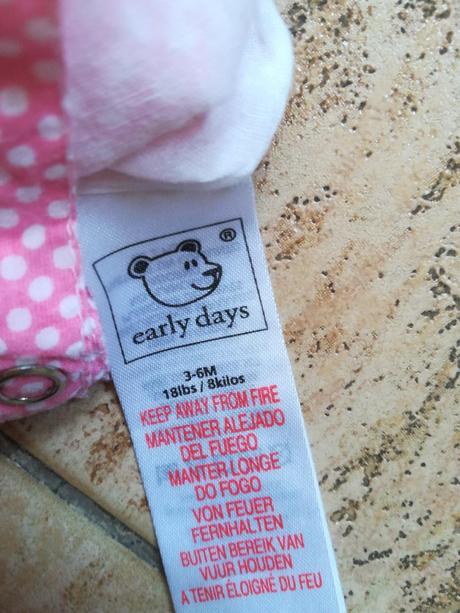 ®
early days
3-6M
18lbs / 8kilos
KEEP AWAY FROM FIRE
MANTENER ALEJADO
DEL FUEGO
MANTER LONGE
DO FOGO
VON FEUER
FERNHALTEN
BUITEN BEREIK VAN
VUUR HOUDEN
A TENIR ÉLOIGNÉ DU FEU